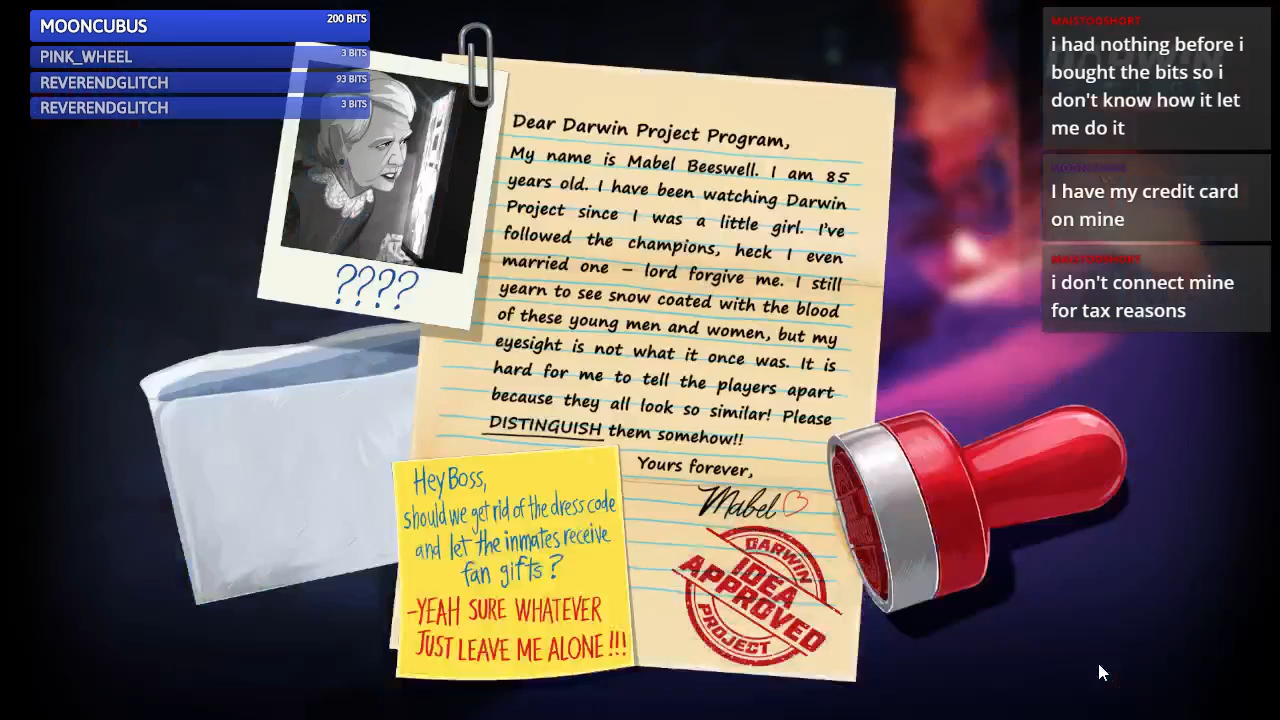 MOONCUBUS 200 BITS
PINK_WHEEL 3 BITS
REVERENDGLITCH 93 BITS
REVERENDGLITCH 3 BITS
????
Dear Darwin Project Program,
My name is Mabel Beeswell. I am 85
years old. I have been watching Darwin
Project since I was a little girl. I've
followed the champions, heck I even
married one – lord forgive me. I still
yearn to see snow coated with the blood
of these young men and women, but my
eyesight is not what it once was. It is
hard for me to tell the players apart
because they all look so similar! Please
DISTINGUISH them somehow!!
Yours forever,
Mabel
Hey Boss,
should we get rid of the dress code
and let the inmates receive
fan gifts?
-YEAH SURE WHATEVER
JUST LEAVE ME ALONE!!!
DARWIN
IDEA
APPROVED
PROJECT
MAISTOOSHORT
i had nothing before i
bought the bits so i
don't know how it let
me do it
MOONCUBUS
I have my credit card
on mine
MAISTOOSHORT
i don't connect mine
for tax reasons